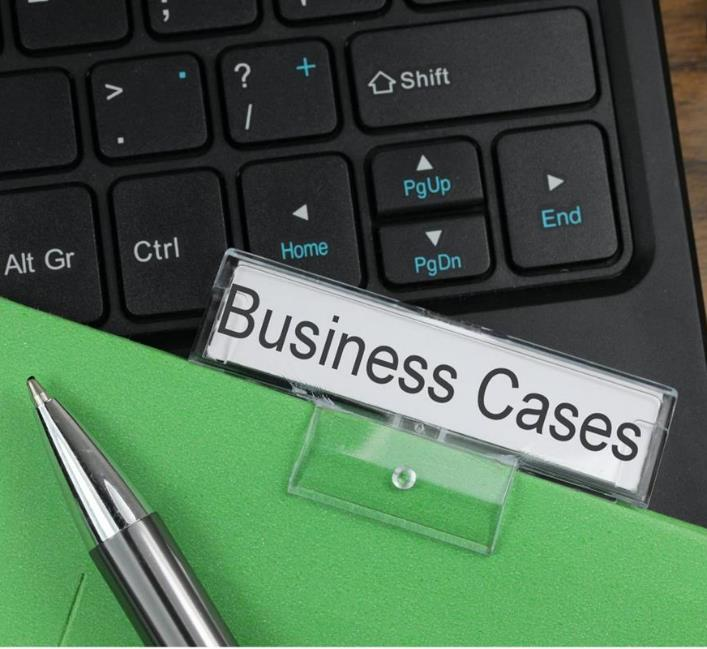 ;
> .
? +
/
Shift
PgUp
Alt Gr
Ctrl
Home
PgDn
End
Business Cases